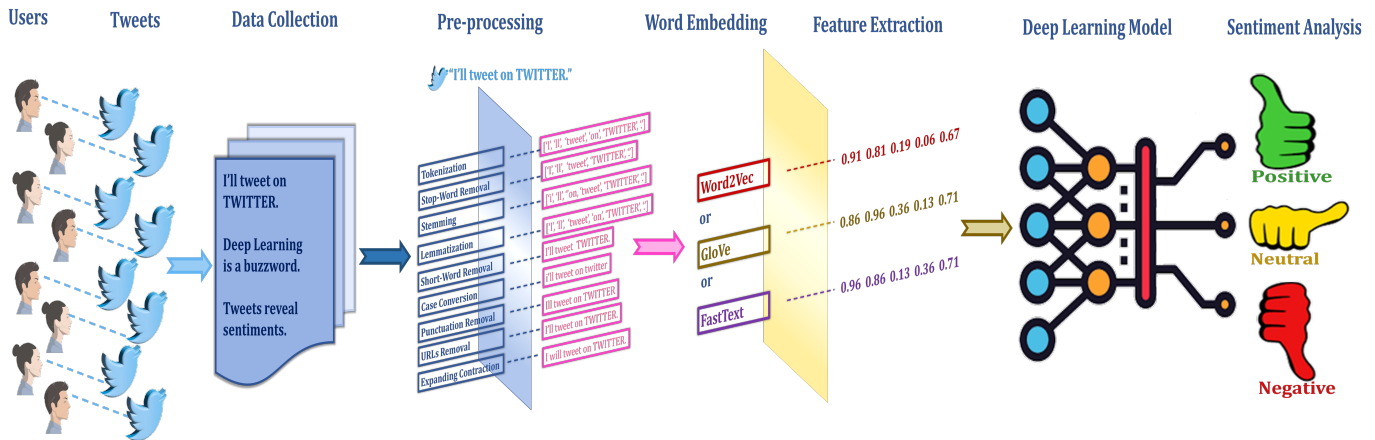 Users
Tweets
Data Collection
Pre-processing
Word Embedding
Feature Extraction
Deep Learning Model
Sentiment Analysis
I'll tweet on
TWITTER.
Deep Learning
is a buzzword.
Tweets reveal
sentiments.
"I'll tweet on TWITTER."
Tokenization
['I', 'll', 'tweet', 'on', 'TWITTER', '.']
Stop-Word Removal
['I', 'll', 'tweet', 'TWITTER', '.']
Stemming
['I', 'll', "on, 'tweet', 'TWITTER', '.']
Lemmatization
['I', 'll', 'tweet', 'on', 'TWITTER', '.']
Short-Word Removal
I'll tweet TWITTER.
Case Conversion
i'll tweet on twitter
Punctuation Removal
Ill tweet on TWITTER
URLs Removal
I'll tweet on TWITTER.
Expanding Contraction
I will tweet on TWITTER.
Word2Vec
or
GloVe
or
FastText
0.91 0.81 0.19 0.06 0.67
0.86 0.96 0.36 0.13 0.71
0.96 0.86 0.13 0.36 0.71
Positive
Neutral
Negative